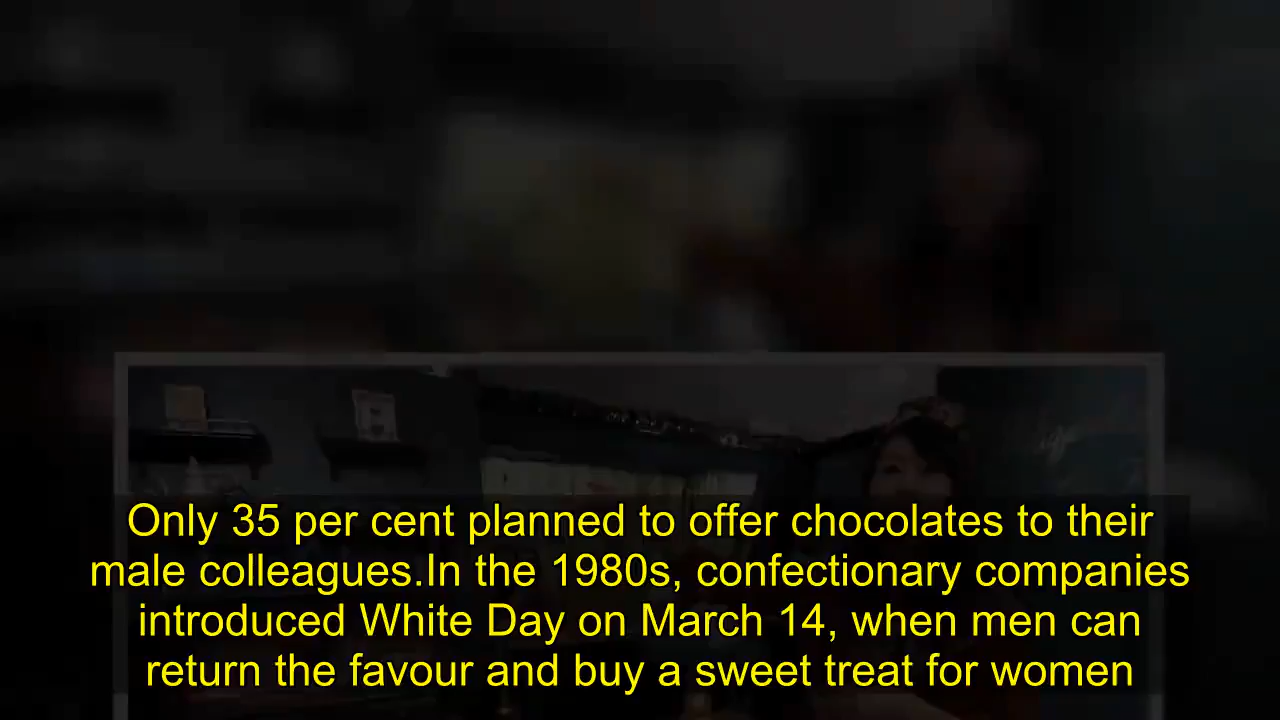 Only 35 per cent planned to offer chocolates to their
male colleagues.In the 1980s, confectionary companies
introduced White Day on March 14, when men can
return the favour and buy a sweet treat for women